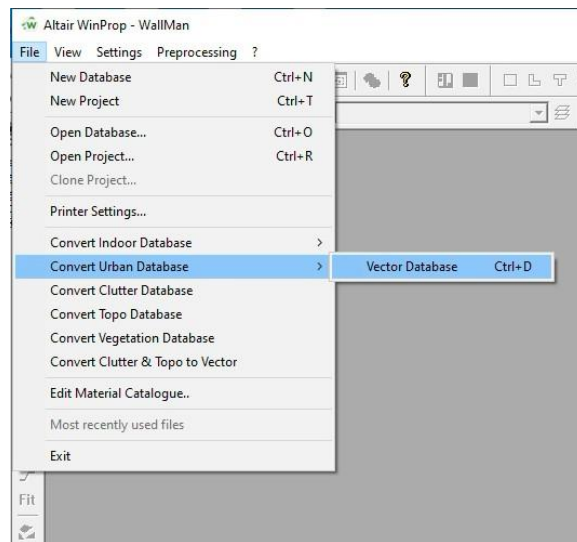 Altair WinProp - WallMan
File View Settings Preprocessing ?
New Database Ctrl+N
New Project Ctrl+T
Open Database... Ctrl+O
Open Project... Ctrl+R
Clone Project...
Printer Settings...
Convert Indoor Database >
Convert Urban Database >
Vector Database Ctrl+D
Convert Clutter Database
Convert Topo Database
Convert Vegetation Database
Convert Clutter & Topo to Vector
Edit Material Catalogue..
Most recently used files
Exit
Fit